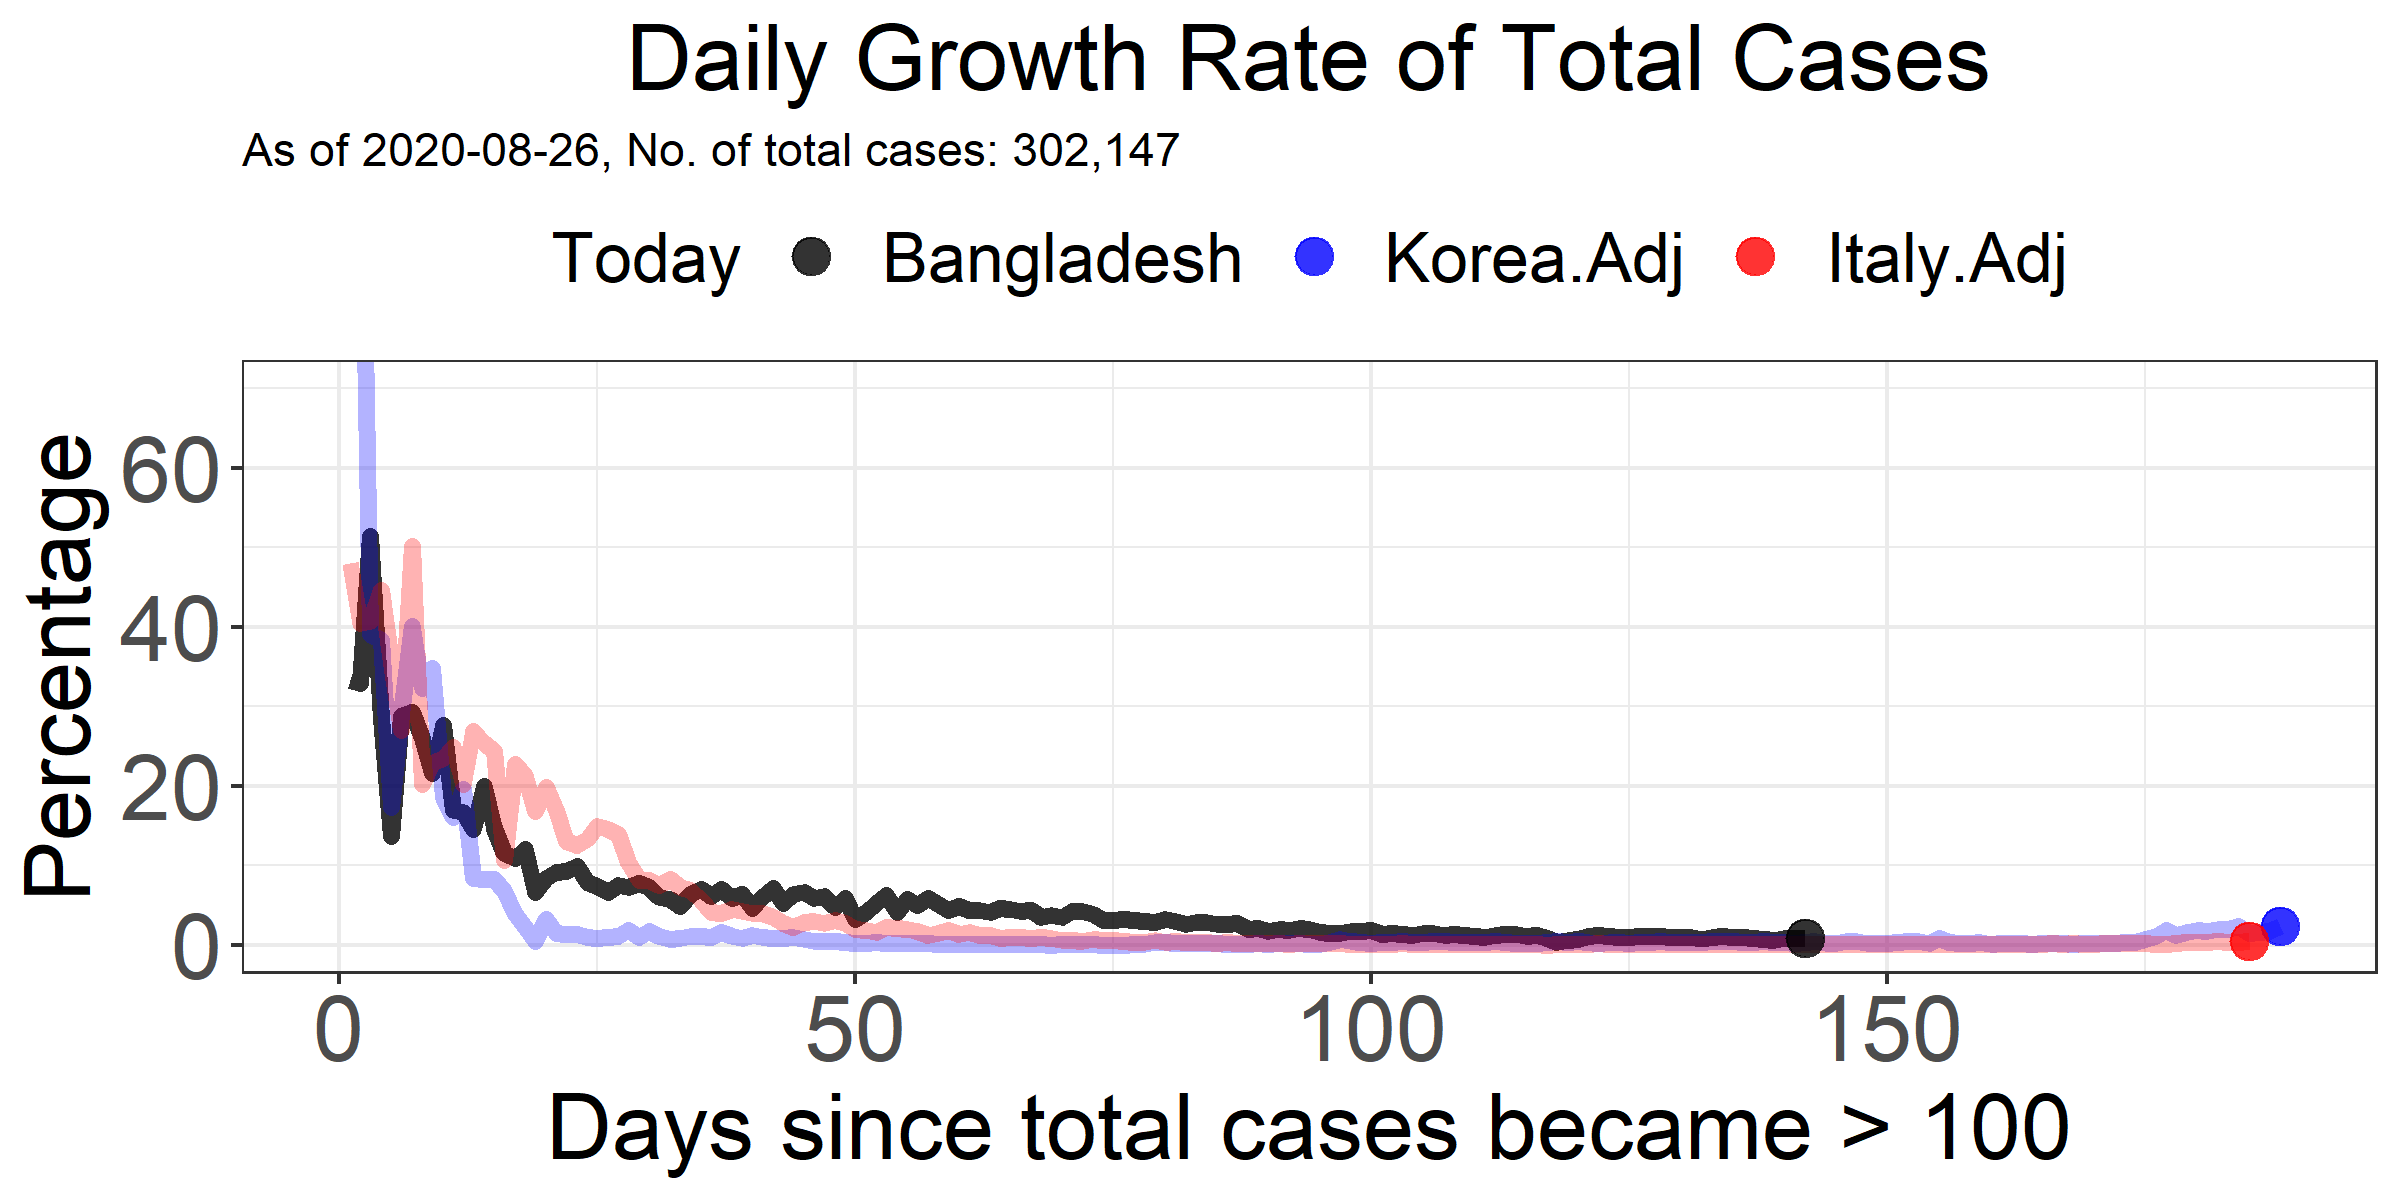 Daily Growth Rate of Total Cases
As of 2020-08-26, No. of total cases: 302,147
Today Bangladesh Korea.Adj Italy.Adj
Percentage
60
40
20
0
0 50 100 150
Days since total cases became > 100